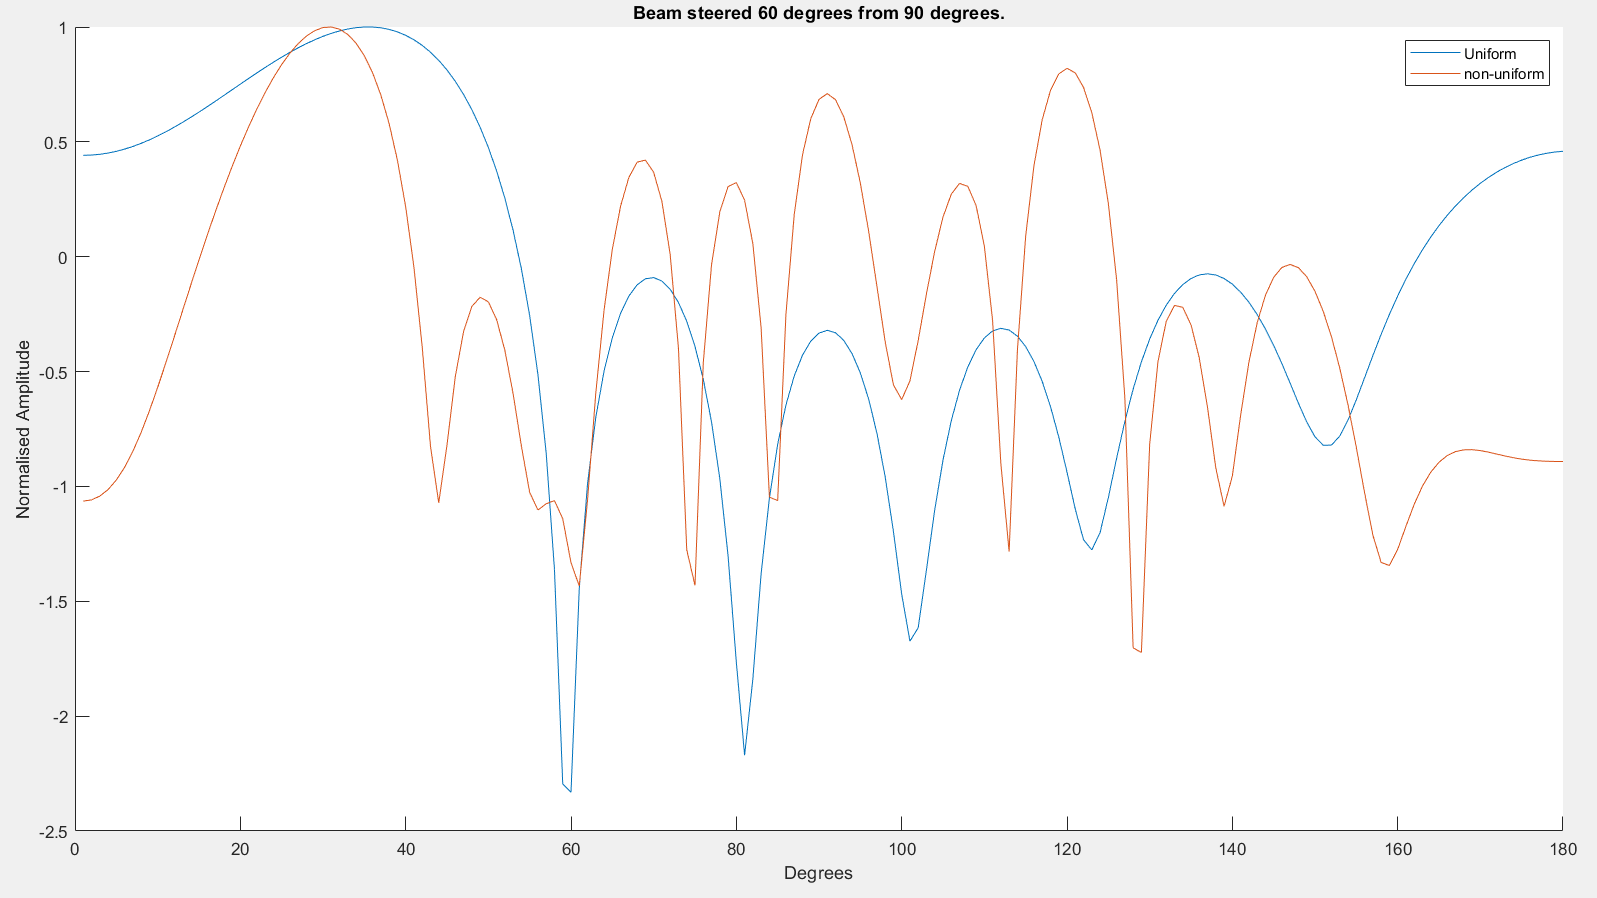 Beam steered 60 degrees from 90 degrees.
Uniform
non-uniform
Normalised Amplitude
1
0.5
0
-0.5
-1
-1.5
-2
-2.5
0 20 40 60 80 100 120 140 160 180
Degrees